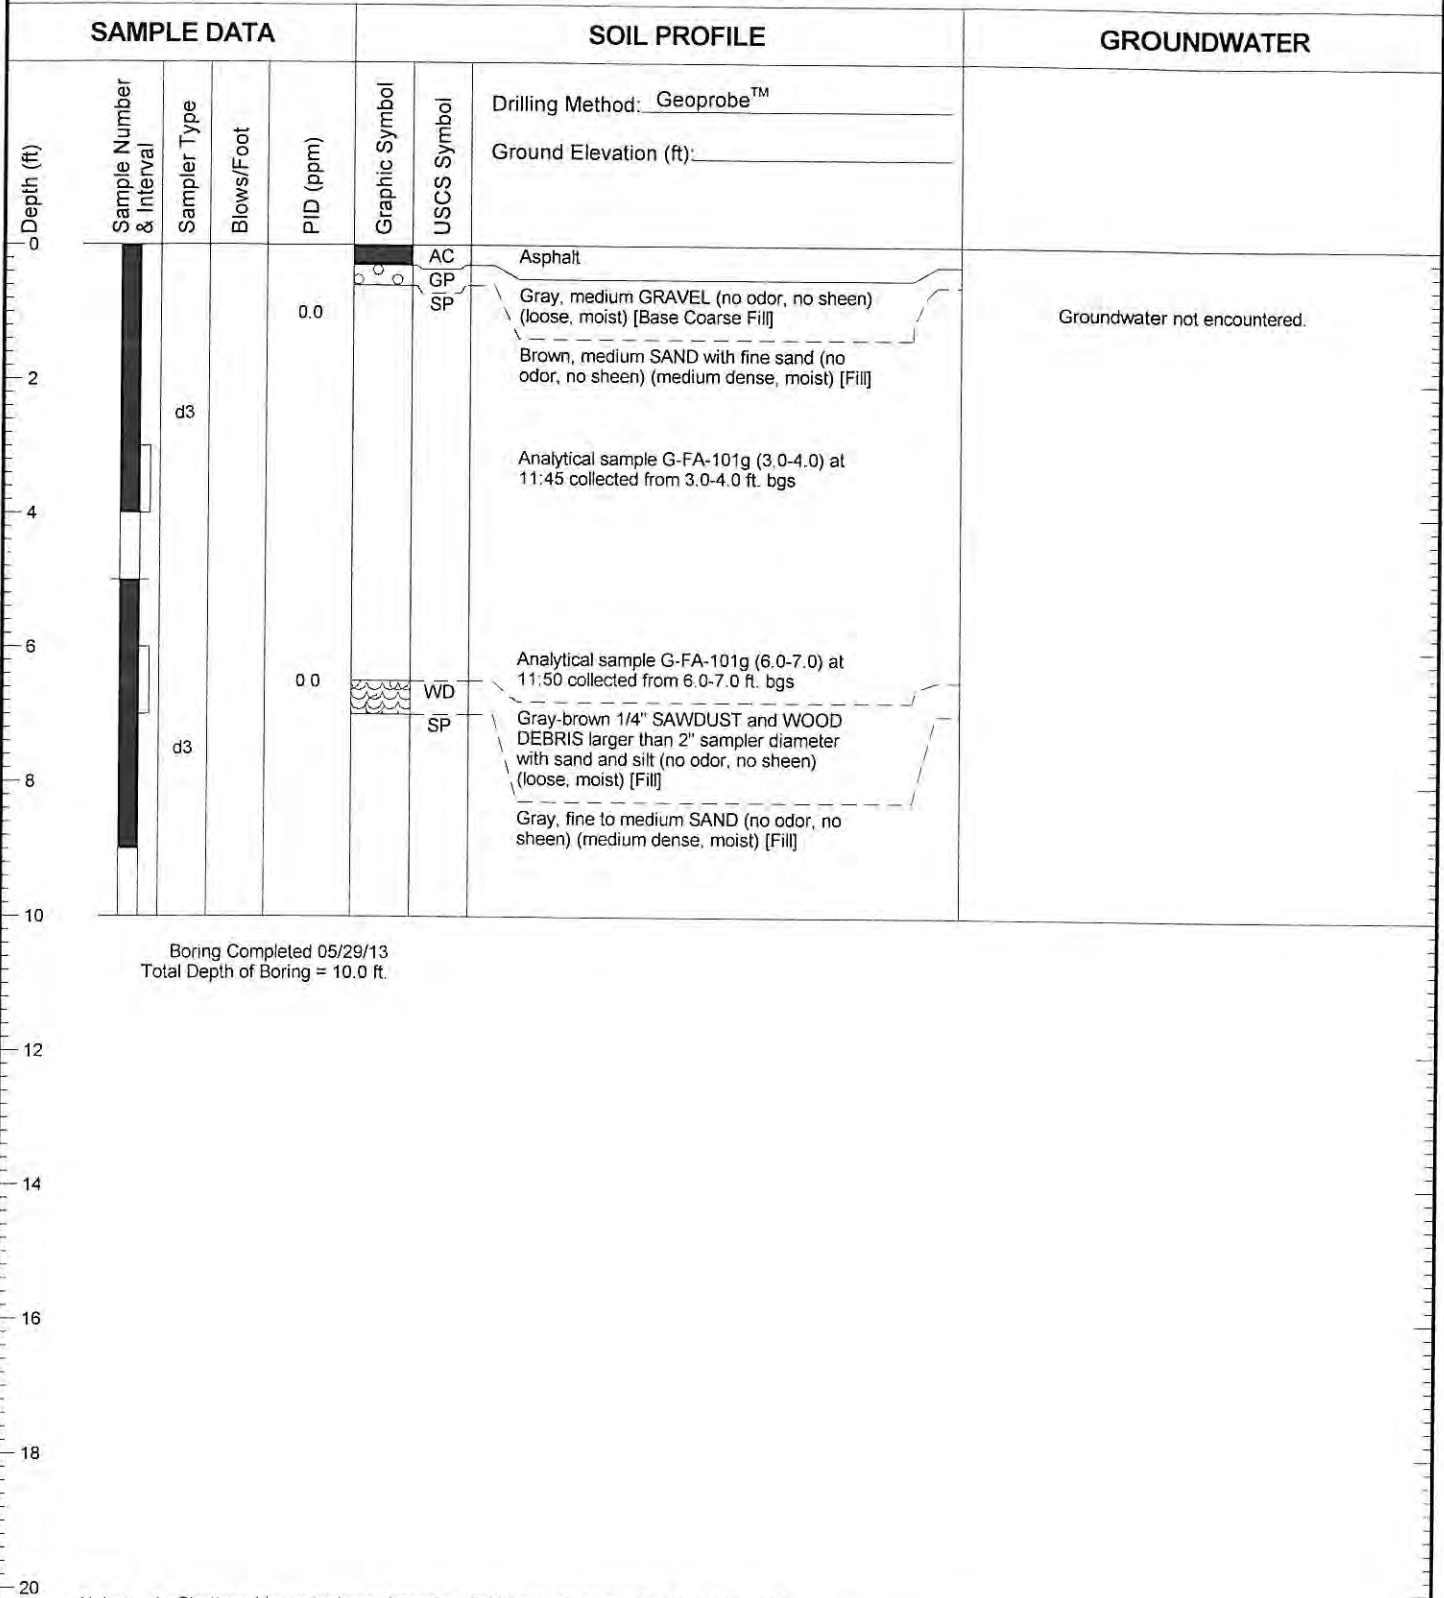 SAMPLE DATA
SOIL PROFILE
GROUNDWATER
Depth (ft)
Sample Number
& Interval
Sampler Type
Blows/Foot
PID (ppm)
Graphic Symbol
USCS Symbol
Drilling Method: Geoprobe™
Ground Elevation (ft):
0
AC
Asphalt
GP
Gray, medium GRAVEL (no odor, no sheen)
(loose, moist) [Base Coarse Fill]
SP
0.0
Groundwater not encountered.
Brown, medium SAND with fine sand (no
odor, no sheen) (medium dense, moist) [Fill]
2
d3
Analytical sample G-FA-101g (3.0-4.0) at
11:45 collected from 3.0-4.0 ft. bgs
4
6
Analytical sample G-FA-101g (6.0-7.0) at
11:50 collected from 6.0-7.0 ft. bgs
0.0
WD
Gray-brown 1/4" SAWDUST and WOOD
DEBRIS larger than 2" sampler diameter
with sand and silt (no odor, no sheen)
(loose, moist) [Fill]
SP
d3
8
Gray, fine to medium SAND (no odor, no
sheen) (medium dense, moist) [Fill]
10
Boring Completed 05/29/13
Total Depth of Boring = 10.0 ft.
12
14
16
18
20